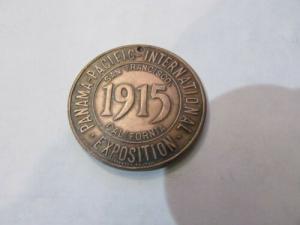 PANAMA-PACIFIC-INTERNATIONAL
SAN FRANCISCO
1915
CALIFORNIA
· EXPOSITION ·